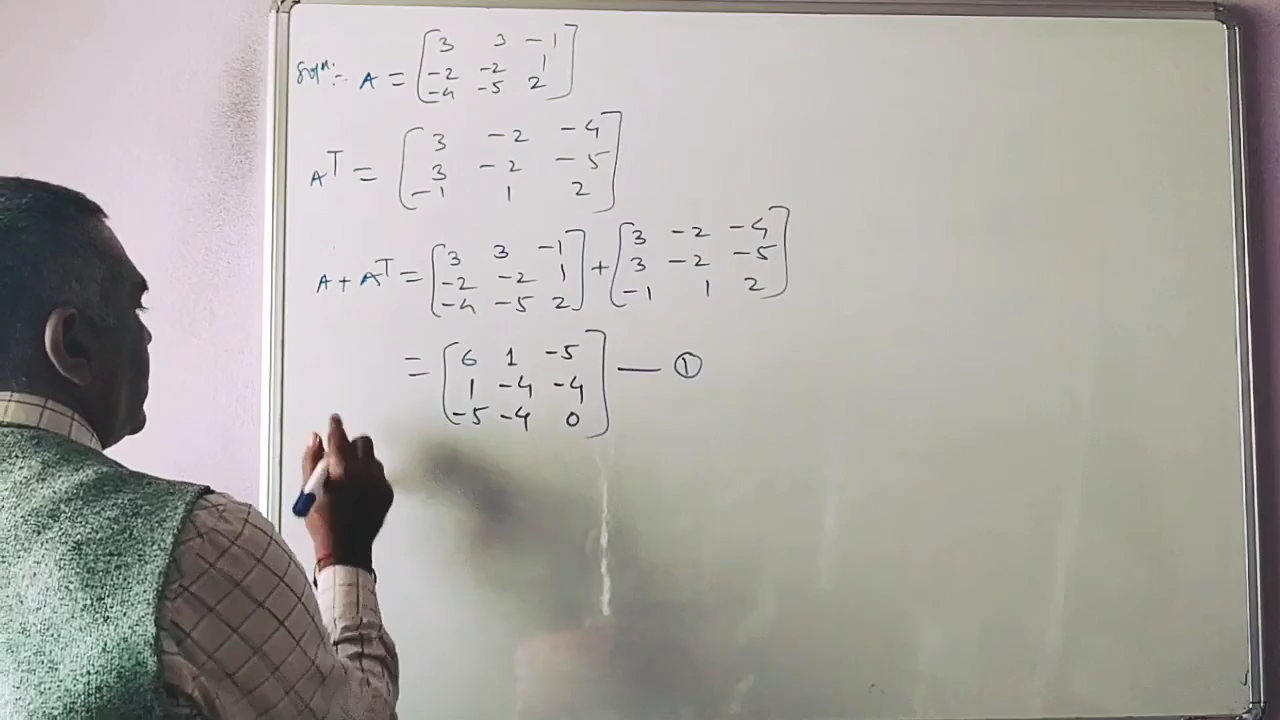 Soln:- A = [3 3 -1
-2 -2 1
-4 -5 2]
A^T = [3 -2 -4
3 -2 -5
-1 1 2]
A + A^T = [3 3 -1
-2 -2 1
-4 -5 2] + [3 -2 -4
3 -2 -5
-1 1 2]
= [6 1 -5
1 -4 -4
-5 -4 0] — ①